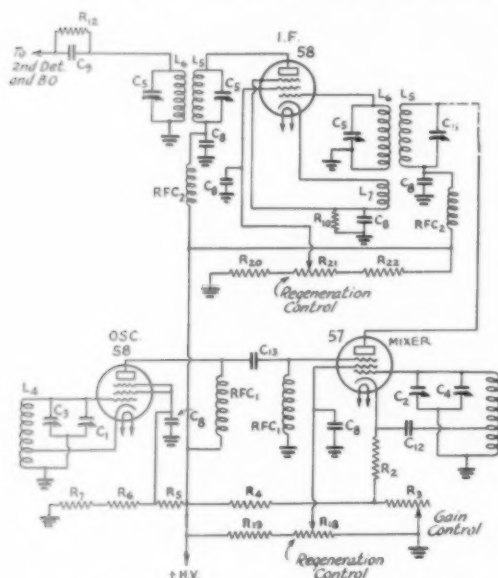 R12
To
2nd Det.
and BO
C9
I.F.
58
L6
L5
C5
C5
C8
RFC2
C8
L6
L5
C5
C8
L7
R10
C8
RFC2
R20
R21
R22
Regeneration
Control
OSC.
58
57
MIXER
C13
L4
C3
C1
C8
RFC1
RFC1
C8
C2
C4
C12
R2
R7
R6
R5
R4
R3
Gain
Control
R19
R18
Regeneration
Control
+H.V.